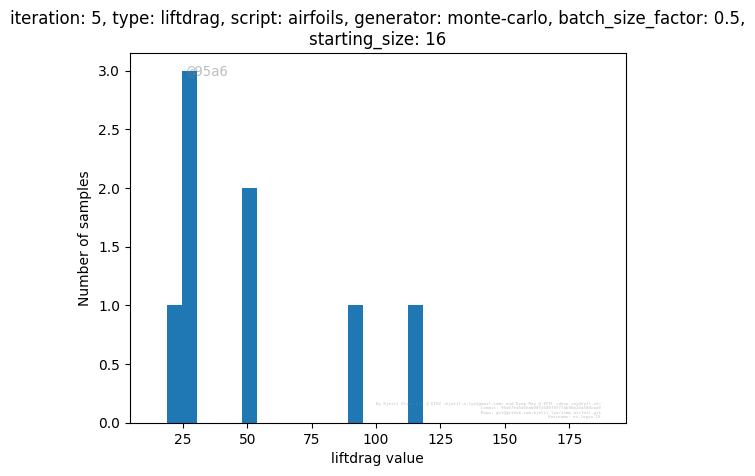 iteration: 5, type: liftdrag, script: airfoils, generator: monte-carlo, batch_size_factor: 0.5,
starting_size: 16
3.0
@95a6
2.5
2.0
1.5
1.0
0.5
0.0
Number of samples
25 50 75 100 125 150 175
liftdrag value